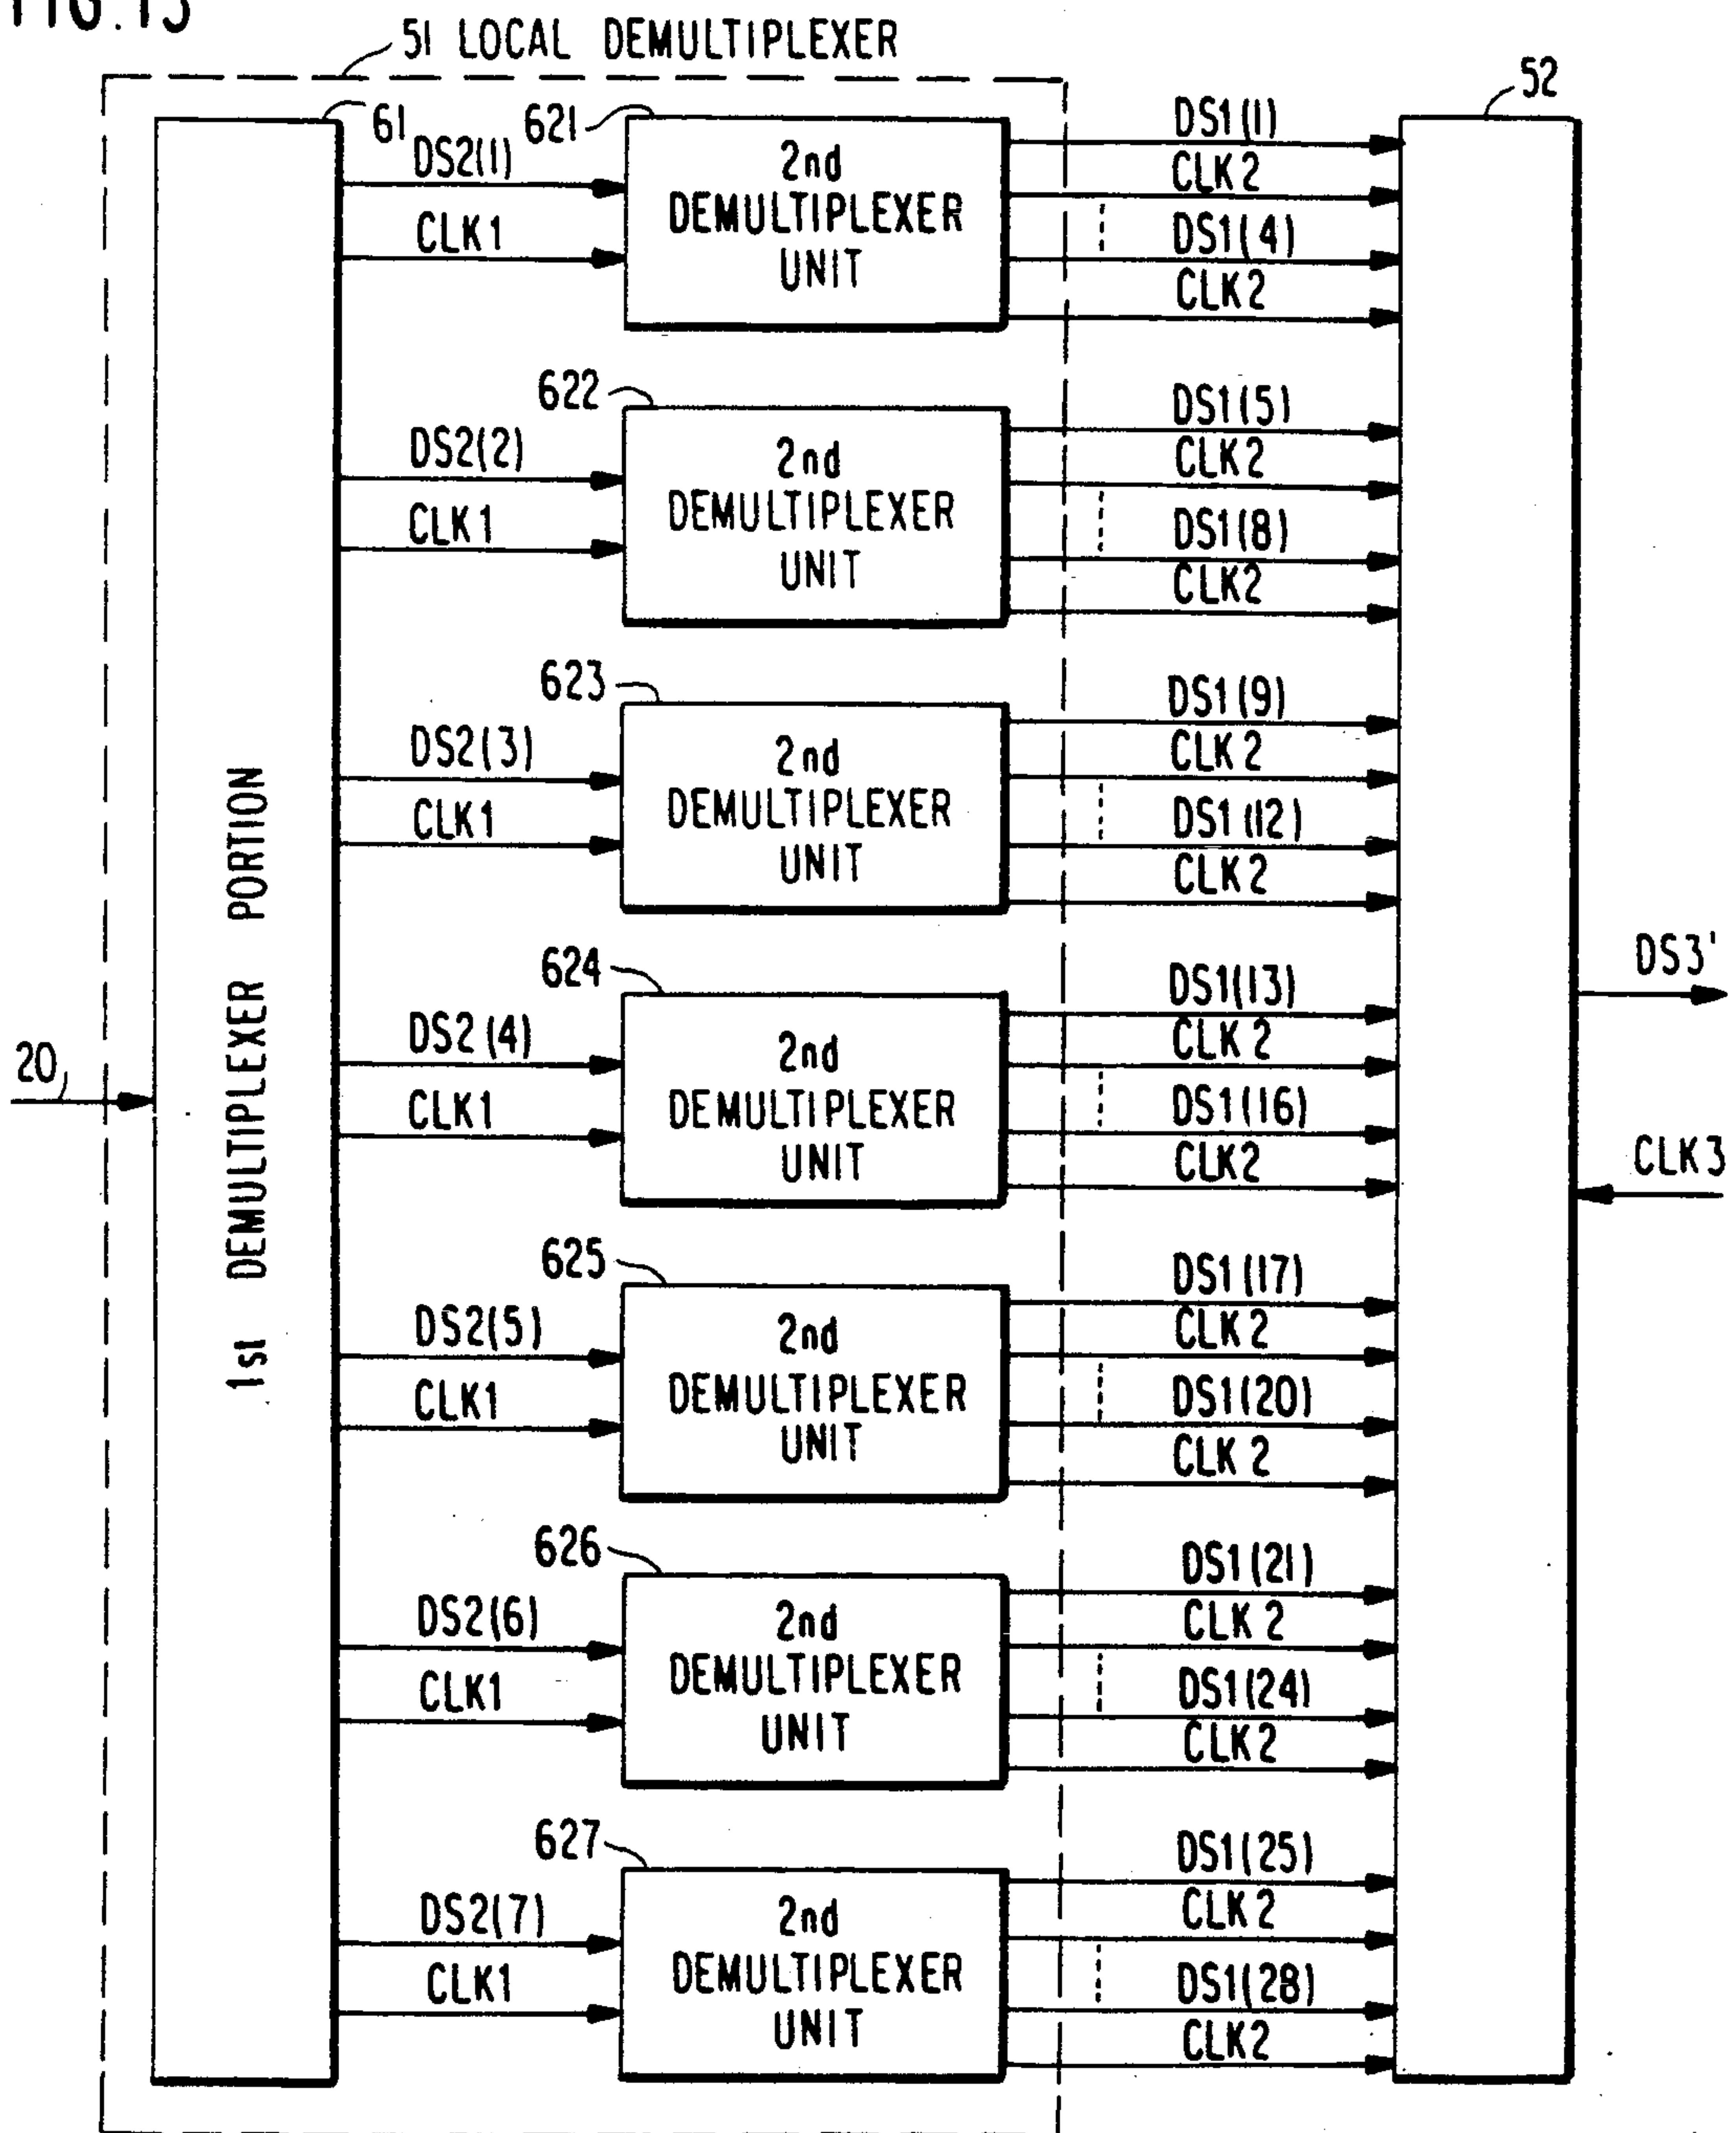 FIG.13
51 LOCAL DEMULTIPLEXER
52
61
621
DS2(1)
CLK1
2nd
DEMULTIPLEXER
UNIT
DS1(1)
CLK2
DS1(4)
CLK2
622
DS2(2)
CLK1
2nd
DEMULTIPLEXER
UNIT
DS1(5)
CLK2
DS1(8)
CLK2
623
DS2(3)
CLK1
2nd
DEMULTIPLEXER
UNIT
DS1(9)
CLK2
DS1(12)
CLK2
1st DEMULTIPLEXER PORTION
20
624
DS2(4)
CLK1
2nd
DEMULTIPLEXER
UNIT
DS1(13)
CLK2
DS1(16)
CLK2
DS3'
CLK3
625
DS2(5)
CLK1
2nd
DEMULTIPLEXER
UNIT
DS1(17)
CLK2
DS1(20)
CLK2
626
DS2(6)
CLK1
2nd
DEMULTIPLEXER
UNIT
DS1(21)
CLK2
DS1(24)
CLK2
627
DS2(7)
CLK1
2nd
DEMULTIPLEXER
UNIT
DS1(25)
CLK2
DS1(28)
CLK2